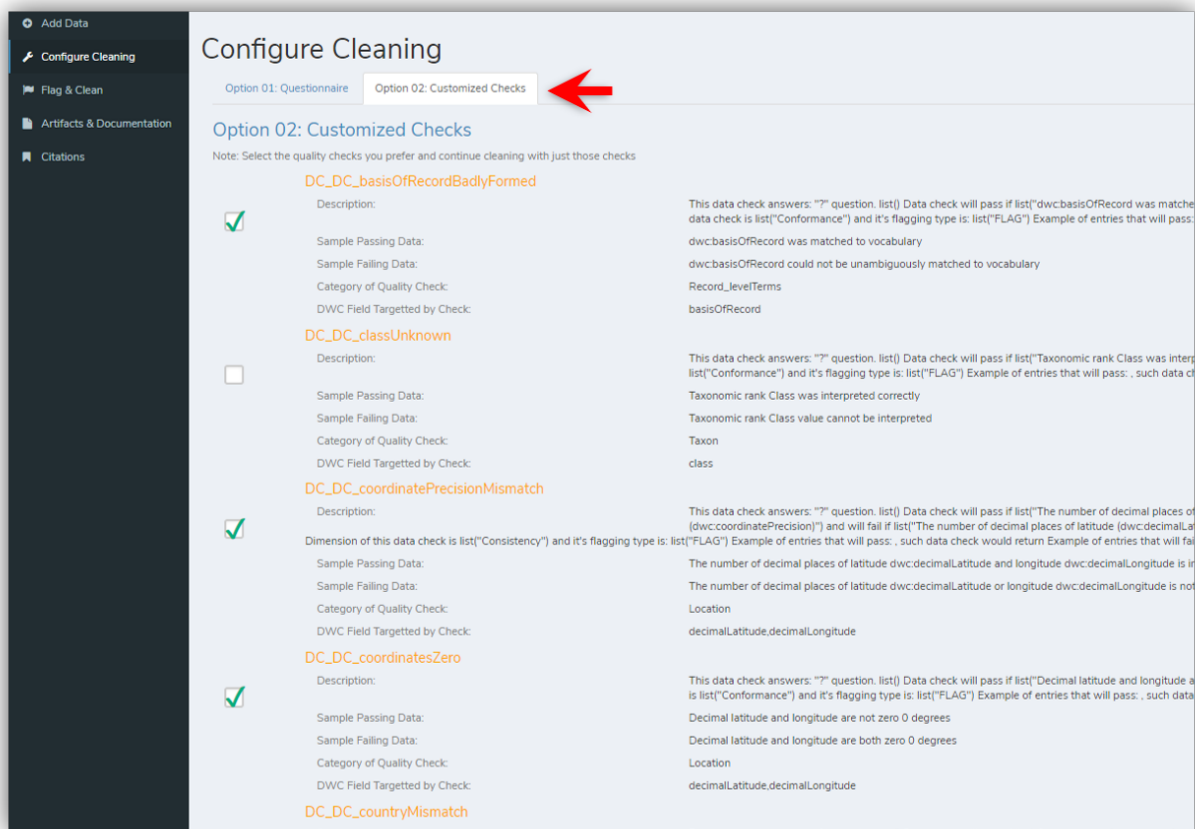 Add Data
Configure Cleaning
Flag & Clean
Artifacts & Documentation
Citations
Configure Cleaning
Option 01: Questionnaire
Option 02: Customized Checks
Option 02: Customized Checks
Note: Select the quality checks you prefer and continue cleaning with just those checks
DC_DC_basisOfRecordBadlyFormed
Description:
This data check answers: "?" question. list() Data check will pass if list("dwc:basisOfRecord was matche
data check is list("Conformance") and it's flagging type is: list("FLAG") Example of entries that will pass:
Sample Passing Data:
dwc:basisOfRecord was matched to vocabulary
Sample Failing Data:
dwc:basisOfRecord could not be unambiguously matched to vocabulary
Category of Quality Check:
Record_levelTerms
DWC Field Targetted by Check:
basisOfRecord
DC_DC_classUnknown
Description:
This data check answers: "?" question. list() Data check will pass if list("Taxonomic rank Class was interp
list("Conformance") and it's flagging type is: list("FLAG") Example of entries that will pass: , such data ch
Sample Passing Data:
Taxonomic rank Class was interpreted correctly
Sample Failing Data:
Taxonomic rank Class value cannot be interpreted
Category of Quality Check:
Taxon
DWC Field Targetted by Check:
class
DC_DC_coordinatePrecisionMismatch
Description:
This data check answers: "?" question. list() Data check will pass if list("The number of decimal places of
(dwc:coordinatePrecision)") and will fail if list("The number of decimal places of latitude (dwc:decimalLa
Dimension of this data check is list("Consistency") and it's flagging type is: list("FLAG") Example of entries that will pass: , such data check would return Example of entries that will fai
Sample Passing Data:
The number of decimal places of latitude dwc:decimalLatitude and longitude dwc:decimalLongitude is in
Sample Failing Data:
The number of decimal places of latitude dwc:decimalLatitude or longitude dwc:decimalLongitude is not
Category of Quality Check:
Location
DWC Field Targetted by Check:
decimalLatitude,decimalLongitude
DC_DC_coordinatesZero
Description:
This data check answers: "?" question. list() Data check will pass if list("Decimal latitude and longitude a
is list("Conformance") and it's flagging type is: list("FLAG") Example of entries that will pass: , such data
Sample Passing Data:
Decimal latitude and longitude are not zero 0 degrees
Sample Failing Data:
Decimal latitude and longitude are both zero 0 degrees
Category of Quality Check:
Location
DWC Field Targetted by Check:
decimalLatitude,decimalLongitude
DC_DC_countryMismatch